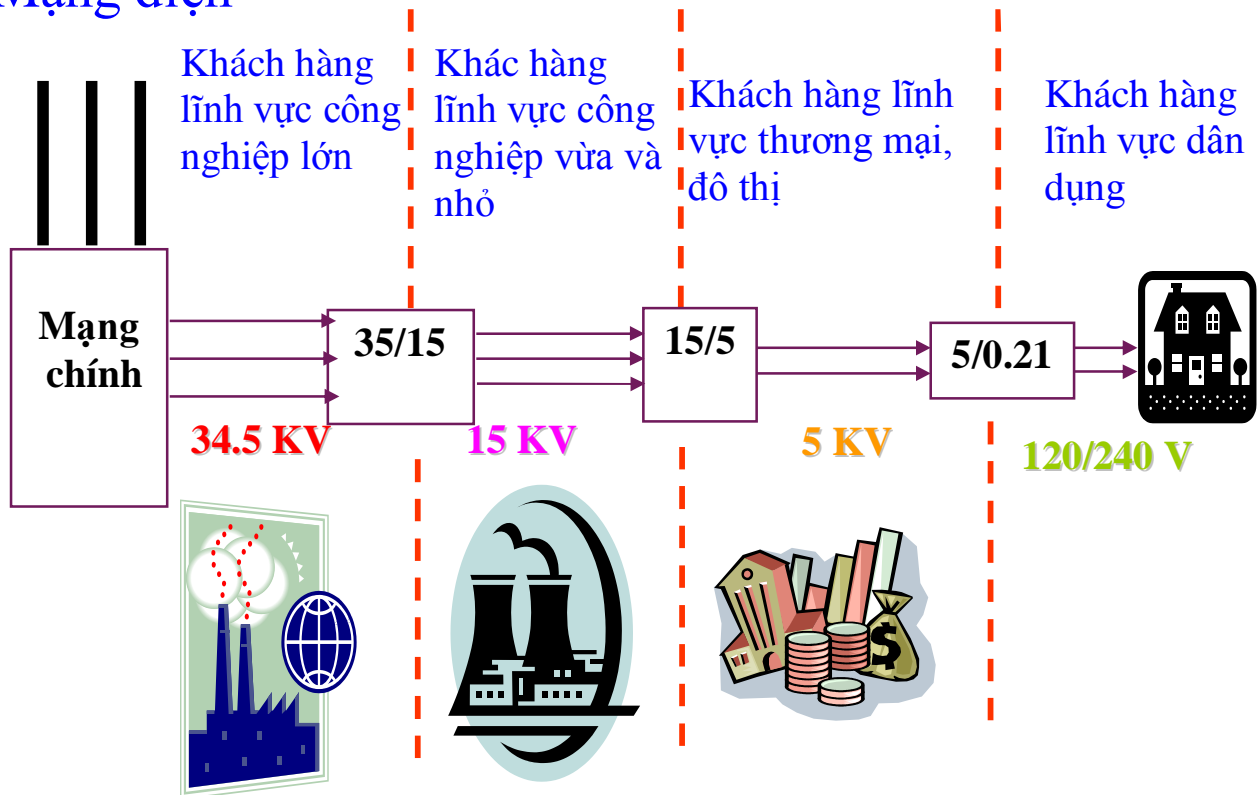 Mạng điện
Khách hàng
lĩnh vực công
nghiệp lớn
Khác hàng
lĩnh vực công
nghiệp vừa và
nhỏ
Khách hàng lĩnh
vực thương mại,
đô thị
Khách hàng
lĩnh vực dân
dụng
Mạng
chính
35/15
15/5
5/0.21
34.5 KV
15 KV
5 KV
120/240 V
$